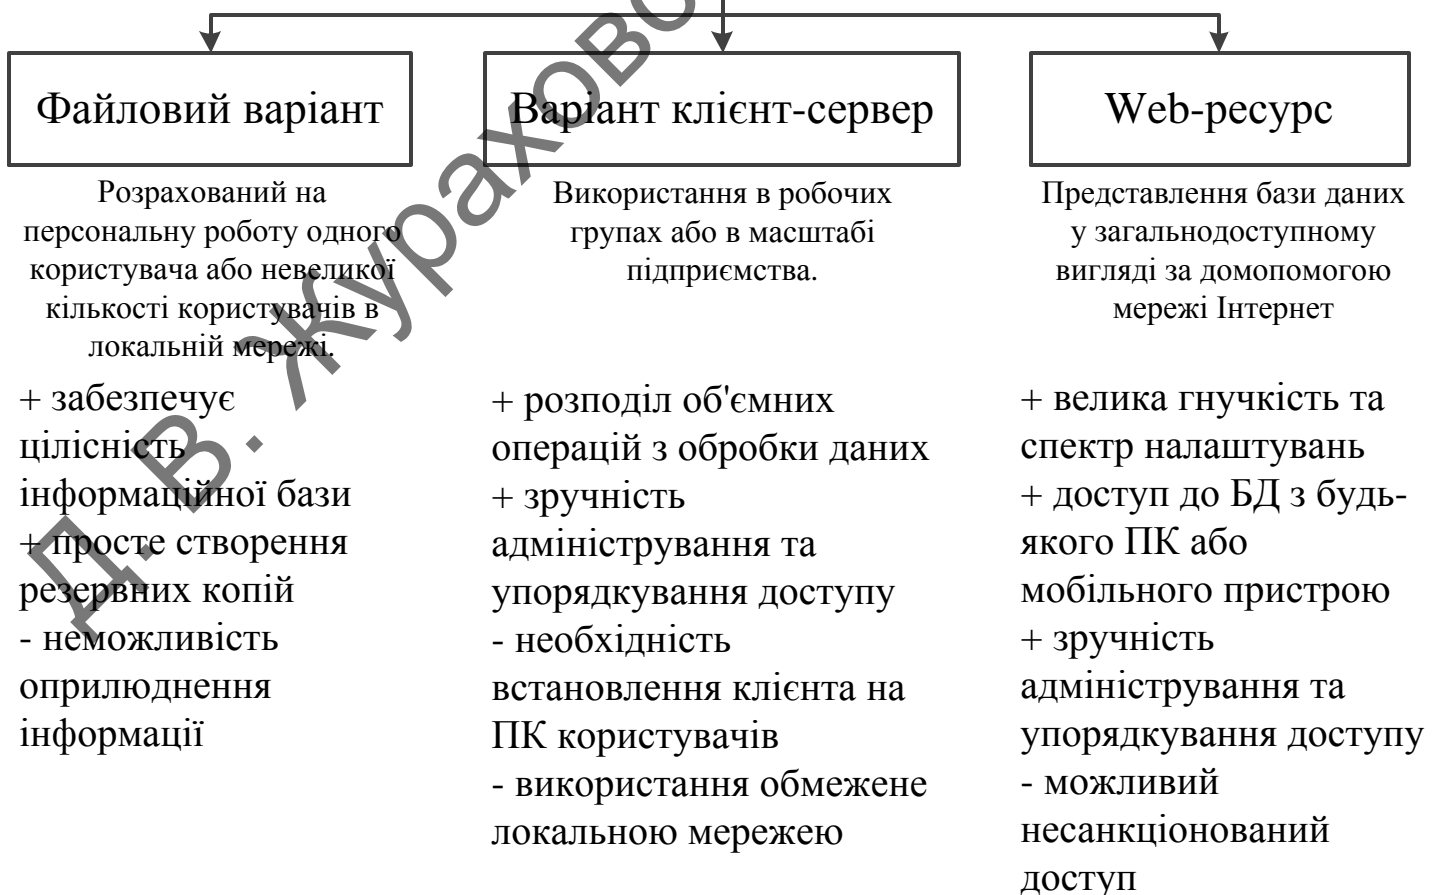 Файловий варіант
Розрахований на
персональну роботу одного
користувача або невеликої
кількості користувачів в
локальній мережі.
+ забезпечує
цілісність
інформаційної бази
+ просте створення
резервних копій
- неможливість
оприлюднення
інформації
Варіант клієнт-сервер
Використання в робочих
групах або в масштабі
підприємства.
+ розподіл об'ємних
операцій з обробки даних
+ зручність
адміністрування та
упорядкування доступу
- необхідність
встановлення клієнта на
ПК користувачів
- використання обмежене
локальною мережею
Web-ресурс
Представлення бази даних
у загальнодоступному
вигляді за домопомогою
мережі Інтернет
+ велика гнучкість та
спектр налаштувань
+ доступ до БД з будь-
якого ПК або
мобільного пристрою
+ зручність
адміністрування та
упорядкування доступу
- можливий
несанкціонований
доступ
Д. В.